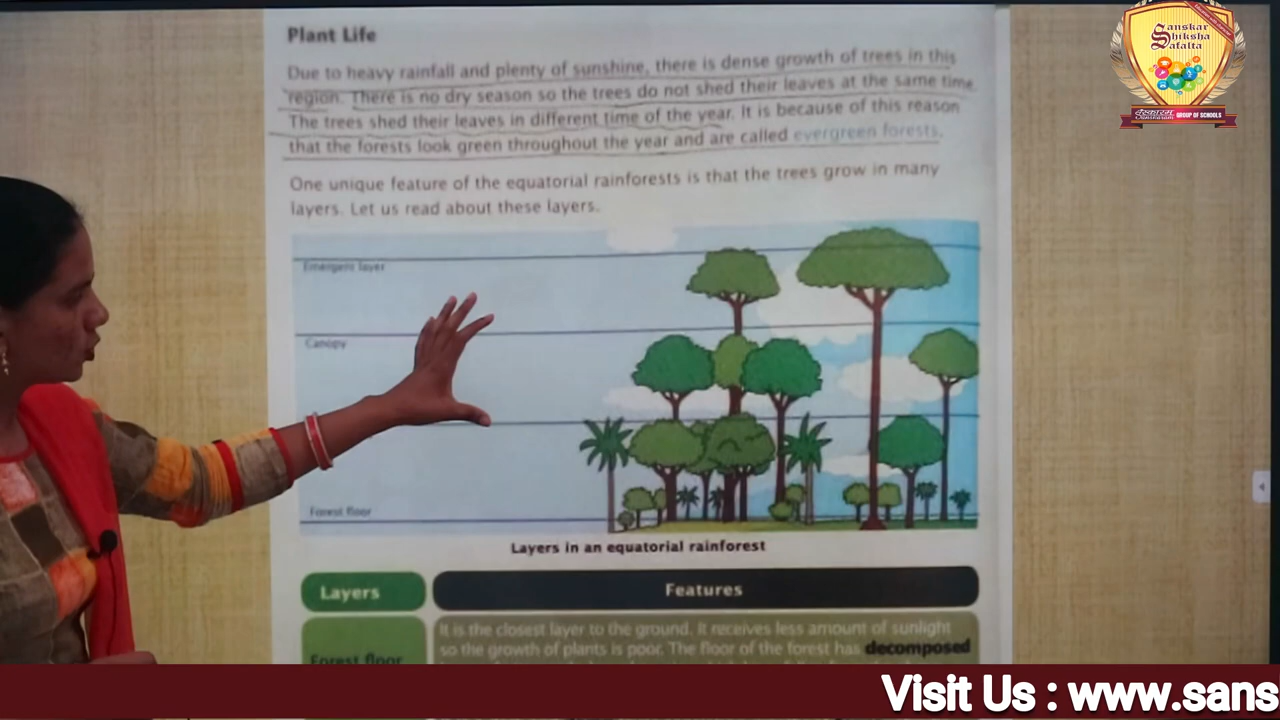 Plant Life
Due to heavy rainfall and plenty of sunshine, there is dense growth of trees in this
region. There is no dry season so the trees do not shed their leaves at the same time.
The trees shed their different time of the year. It is because of this reason
that the forests look green throughout the year and are called evergreen forests.
One unique feature of the equatorial rainforests is that the trees grow in many
layers. Let us read about these layers.
Emergent layer
Canopy
Forest floor
Layers in an equatorial rainforest
Layers
Features
Forest floor
It is the closest layer to the ground. It receives less amount of sunlight
so the growth of plants is poor. The floor of the forest has decomposed
Sanskar
Shiksha
Safalta
GROUP OF SCHOOLS
Visit Us : www.sans